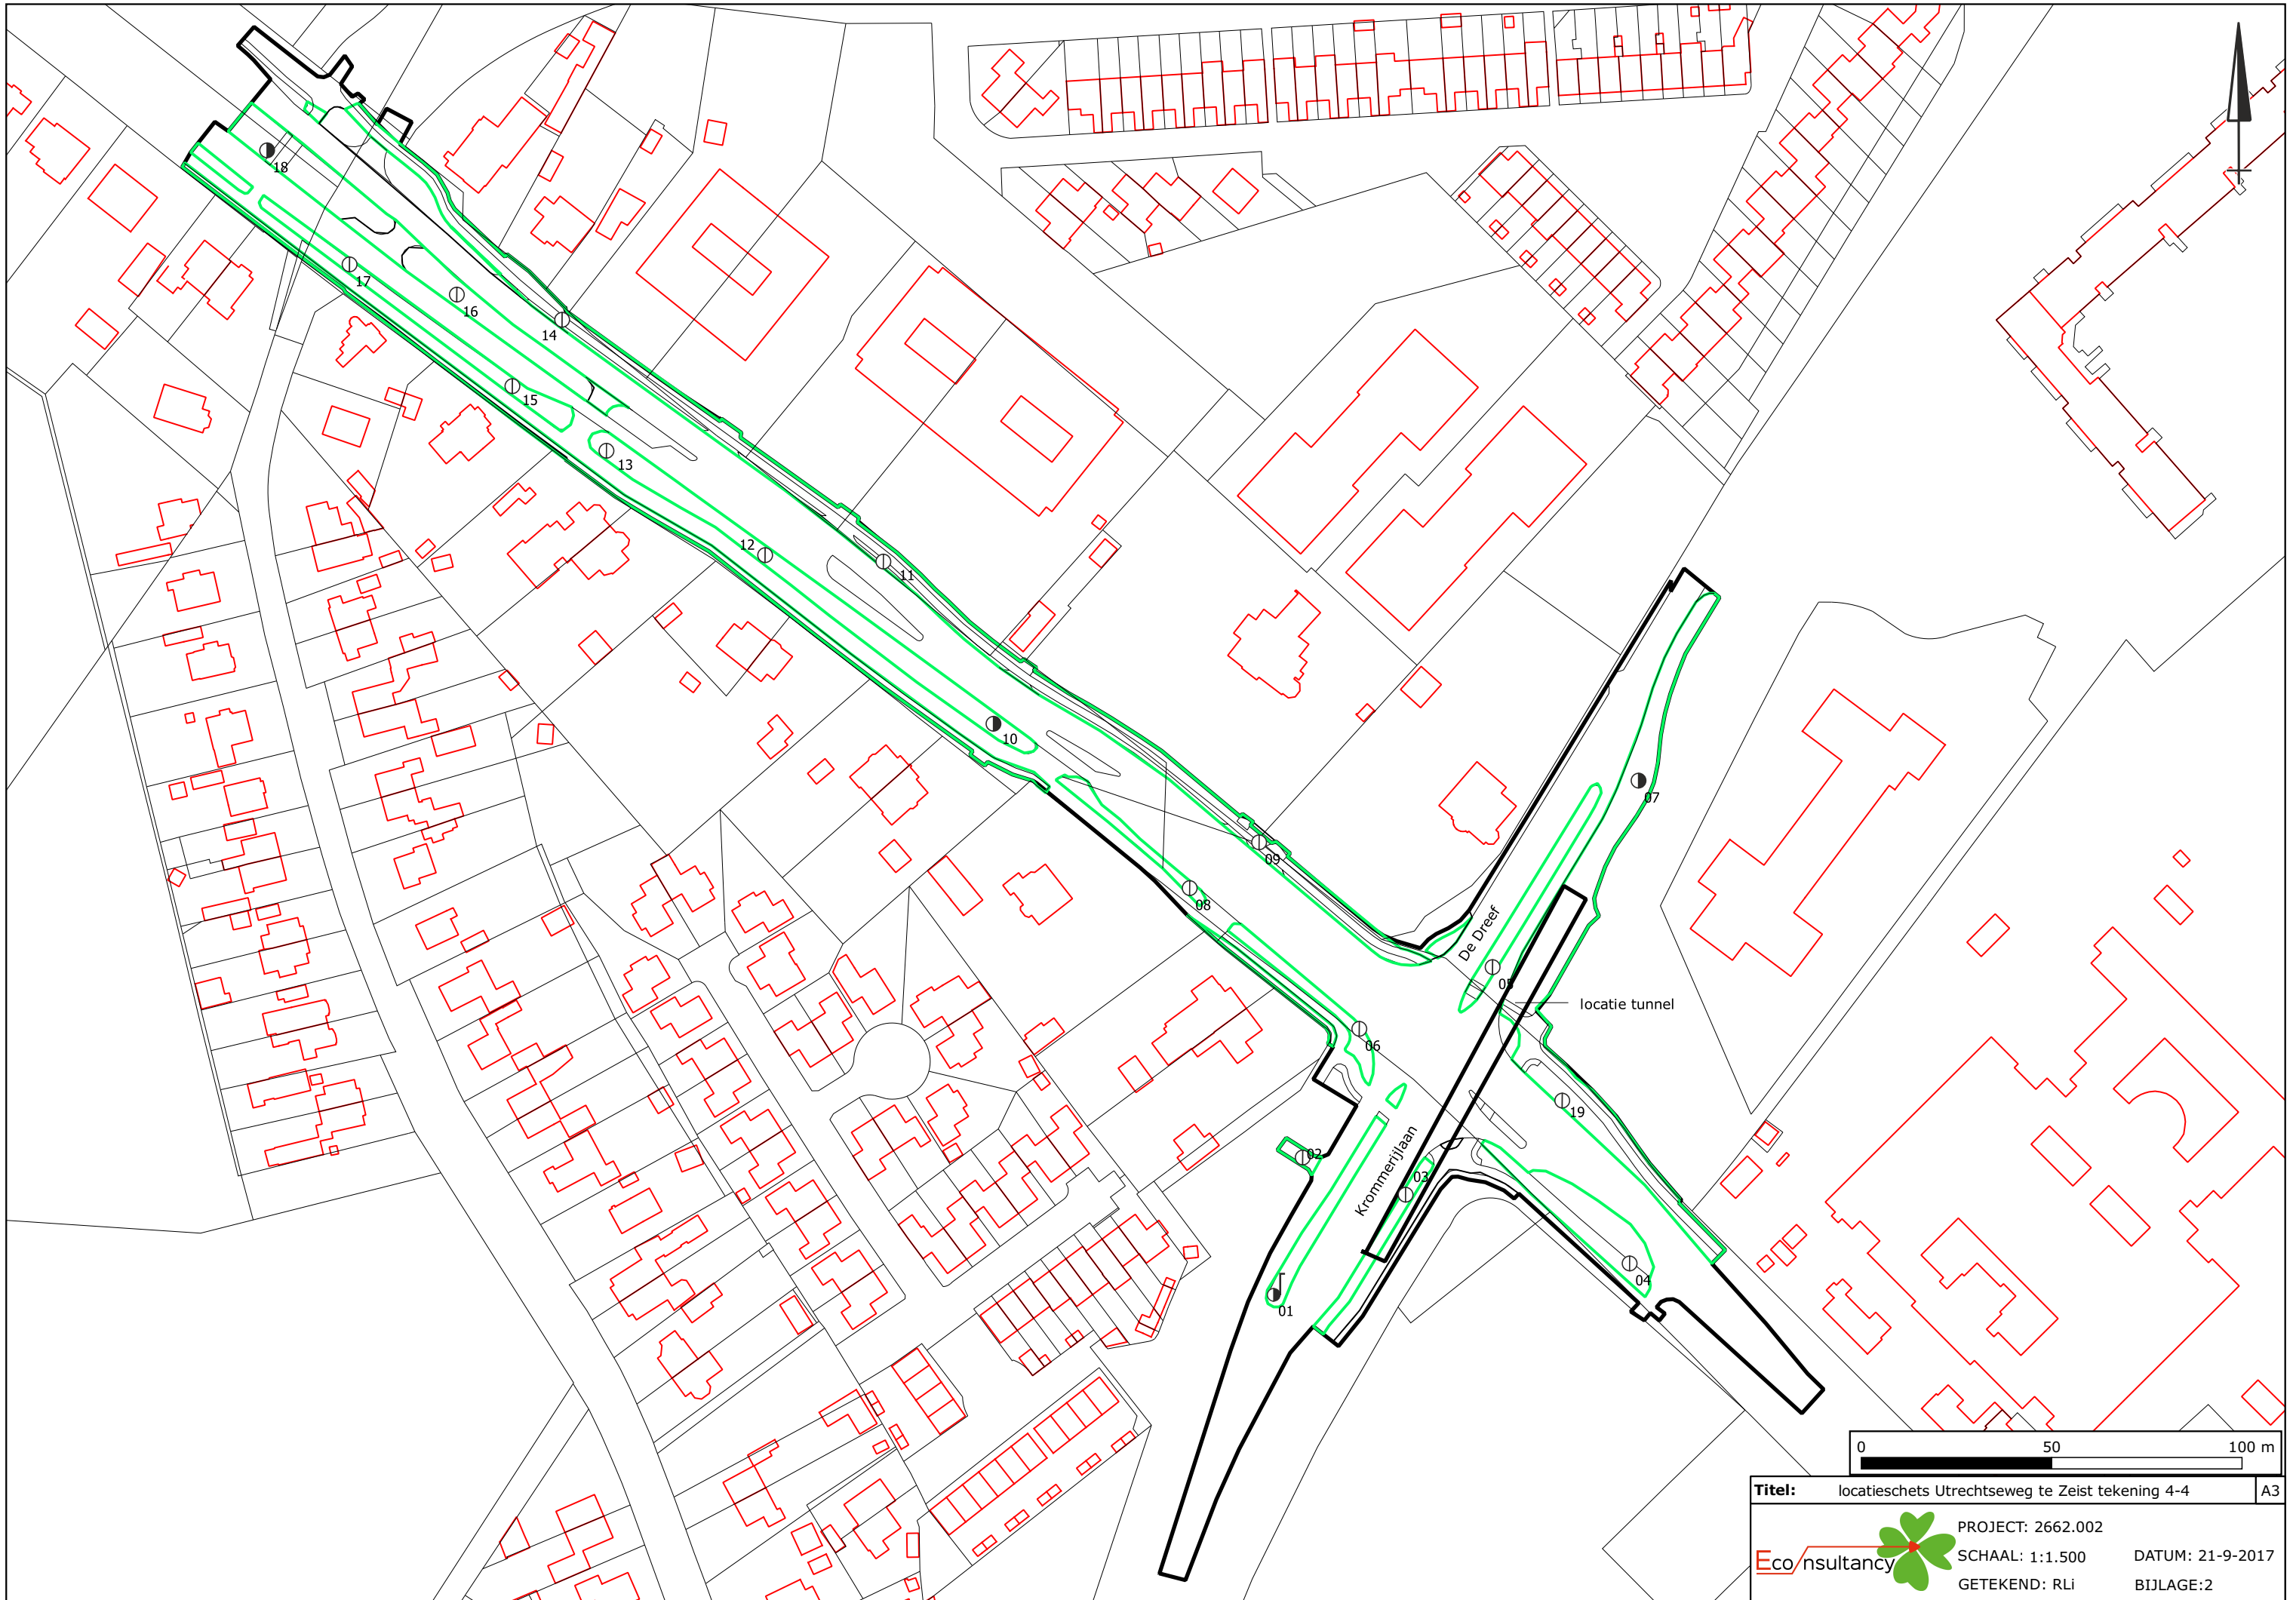 18
17
16
14
15
13
12
11
10
07
09
08
De Dreef
05
locatie tunnel
06
19
02
03
Krommerijlaan
04
01
0 50 100 m
Titel: locatieschets Utrechtseweg te Zeist tekening 4-4 A3
Econsultancy
PROJECT: 2662.002
SCHAAL: 1:1.500 DATUM: 21-9-2017
GETEKEND: RLi BIJLAGE:2